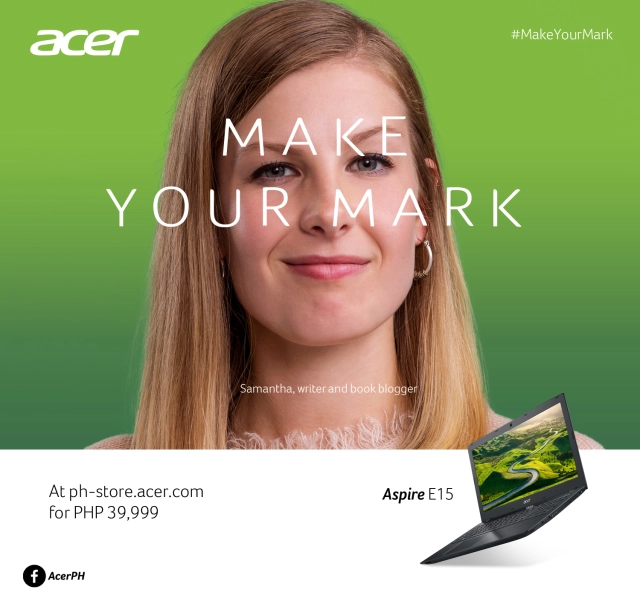 acer
#MakeYourMark
MAKE
YOUR MARK
Samantha, writer and book blogger
At ph-store.acer.com
for PHP 39,999
Aspire E15
acer
AcerPH